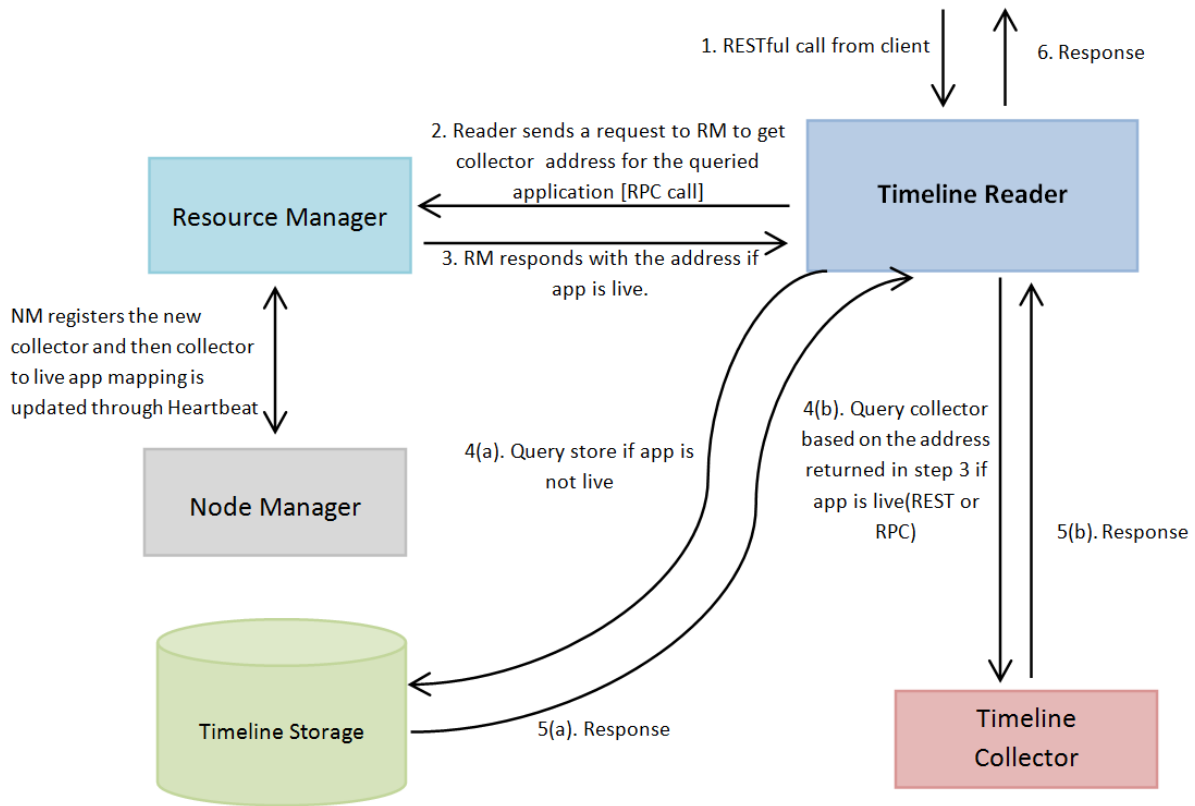 1. RESTful call from client
6. Response
2. Reader sends a request to RM to get
collector address for the queried
application [RPC call]
Resource Manager
Timeline Reader
3. RM responds with the address if
app is live.
NM registers the new
collector and then collector
to live app mapping is
updated through Heartbeat
4(a). Query store if app is
not live
4(b). Query collector
based on the address
returned in step 3 if
app is live(REST or
RPC)
5(b). Response
Node Manager
Timeline Storage
5(a). Response
Timeline
Collector